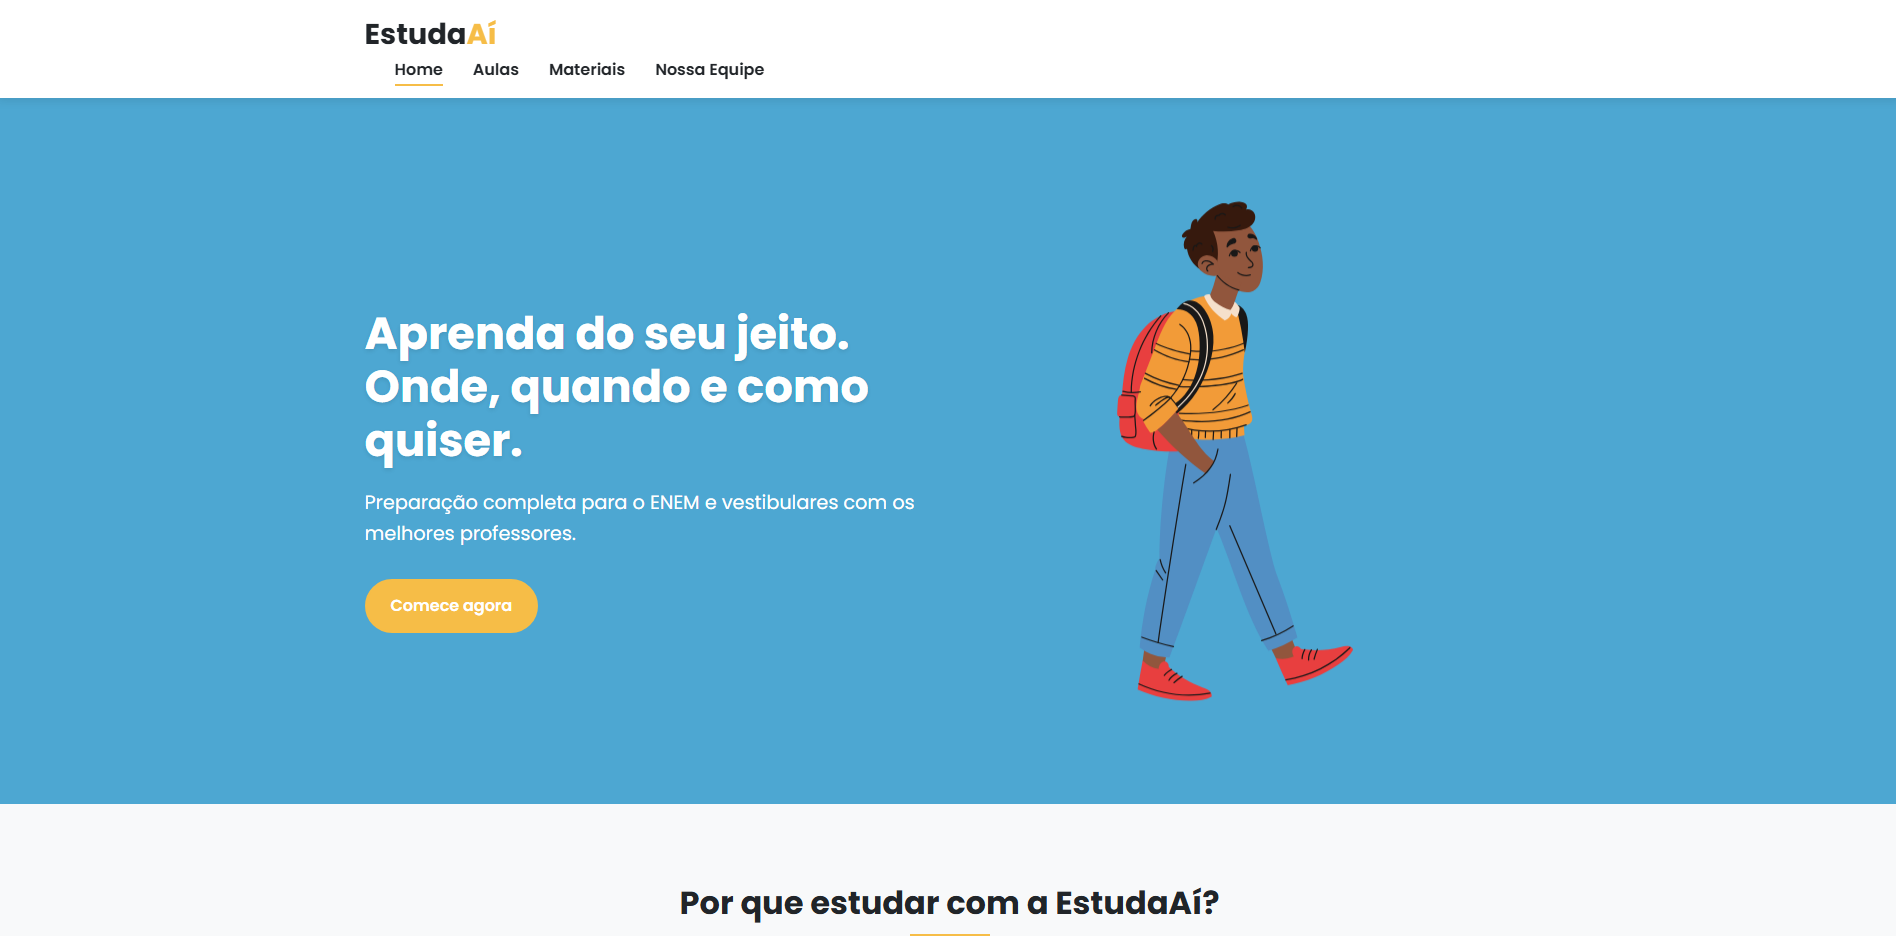 EstudaAí
Home Aulas Materiais Nossa Equipe
Aprenda do seu jeito.
Onde, quando e como
quiser.
Preparação completa para o ENEM e vestibulares com os
melhores professores.
Comece agora
Por que estudar com a EstudaAí?